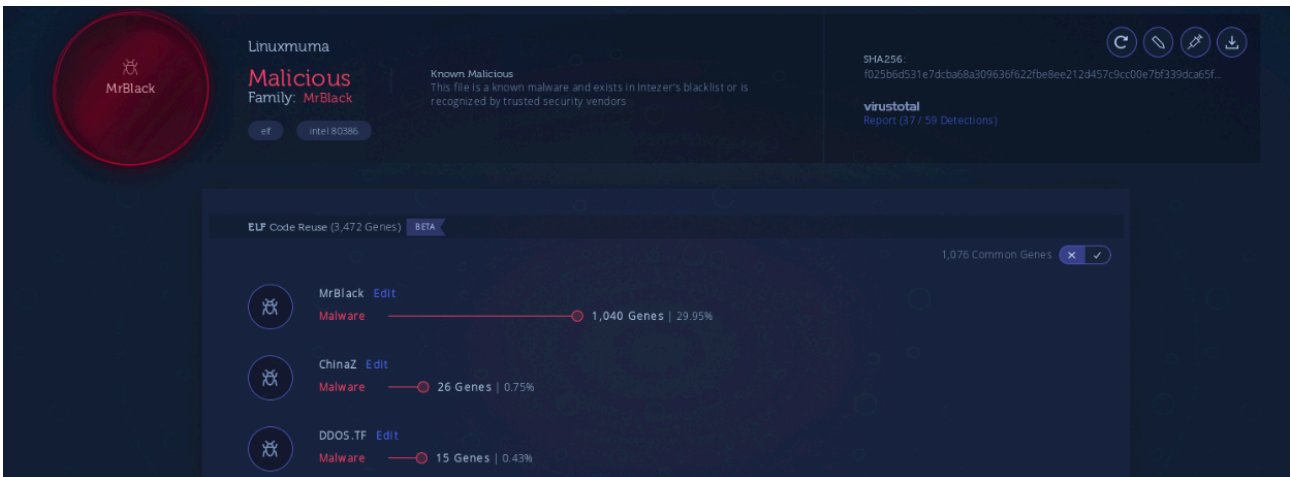 MrBlack
Linuxmuma
Malicious
Family: MrBlack
elf intel 80386
Known Malicious
This file is a known malware and exists in Intezer's blacklist or is
recognized by trusted security vendors
SHA256:
f025b6d531e7dcba68a309636f622fbe8ee212d457c9cc00e7bf339dca65f...
virustotal
Report (37 / 59 Detections)
ELF Code Reuse (3,472 Genes) BETA
1,076 Common Genes
MrBlack Edit
Malware 1,040 Genes | 29.95%
ChinaZ Edit
Malware 26 Genes | 0.75%
DDOS.TF Edit
Malware 15 Genes | 0.43%